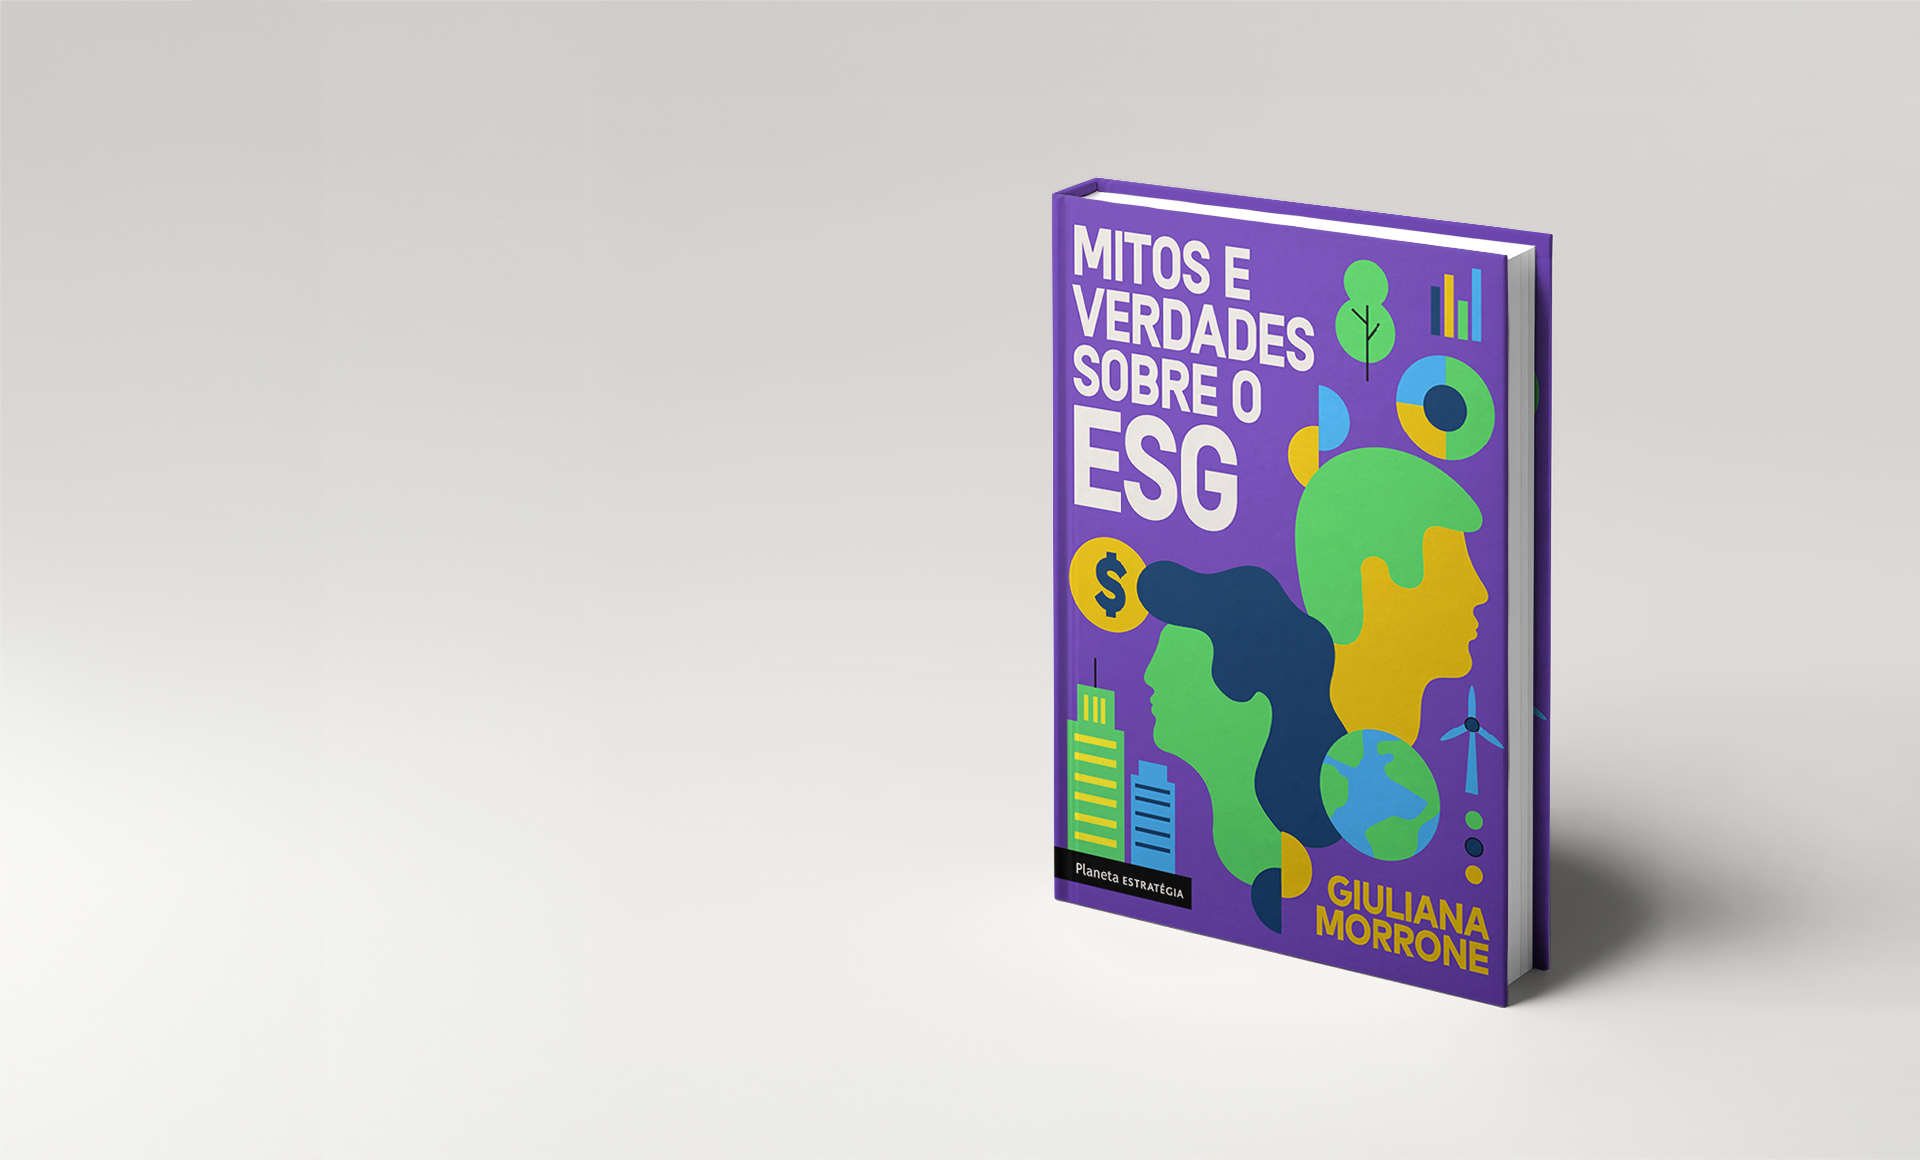 MITOS E
VERDADES
SOBRE O
ESG
$
Planeta ESTRATÉGIA
GIULIANA
MORRONE